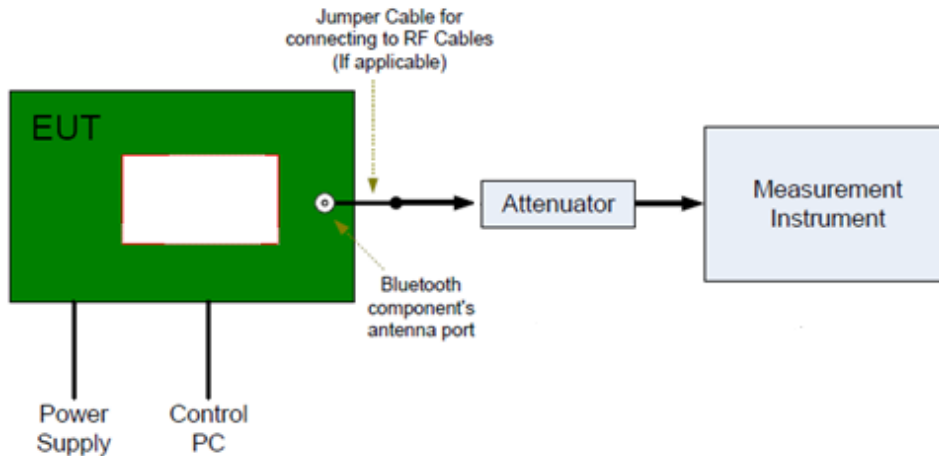 Jumper Cable for
connecting to RF Cables
(If applicable)
EUT
Attenuator
Measurement
Instrument
Bluetooth
component's
antenna port
Power
Supply
Control
PC